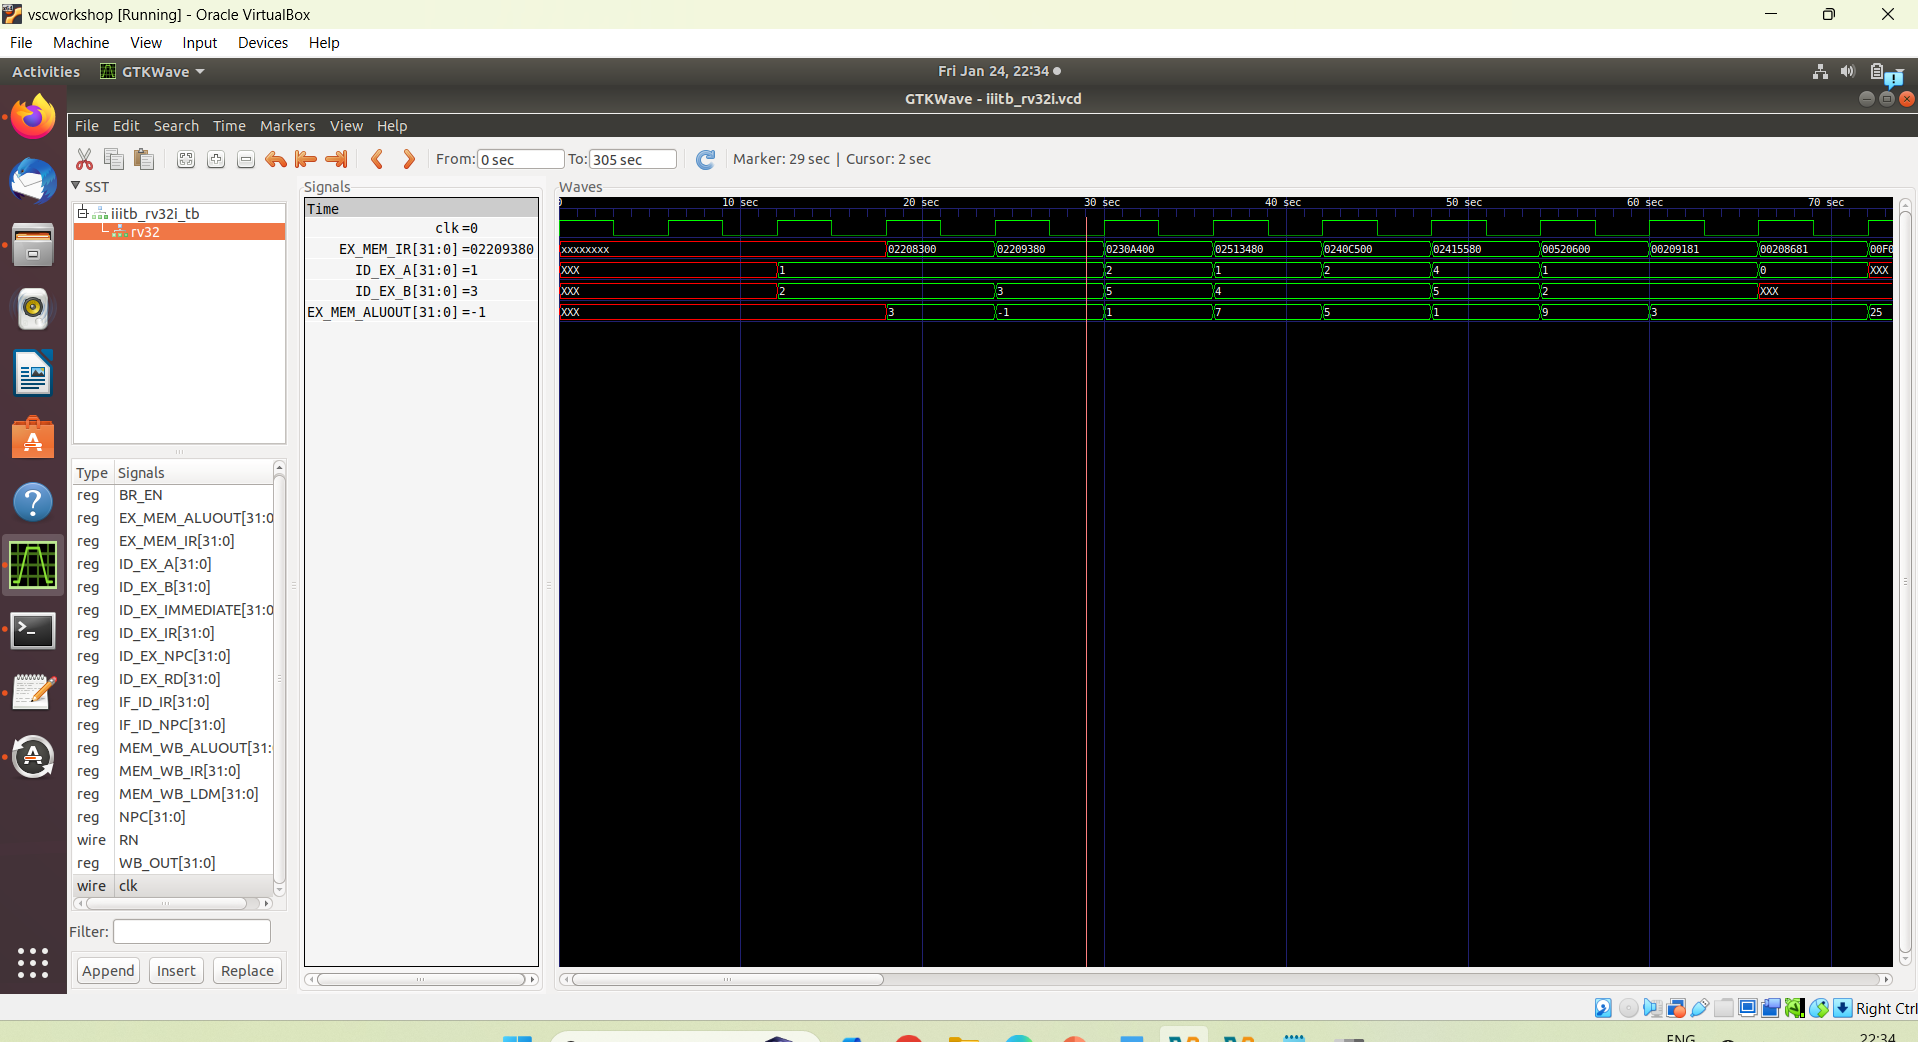 vscworkshop [Running] - Oracle VirtualBox
File Machine View Input Devices Help
Activities GTKWave Fri Jan 24, 22:34
GTKWave - iiitb_rv32i.vcd
File Edit Search Time Markers View Help
From: 0 sec To: 305 sec Marker: 29 sec | Cursor: 2 sec
SST
iiitb_rv32i_tb
rv32
Type Signals
reg BR_EN
reg EX_MEM_ALUOUT[31:0
reg EX_MEM_IR[31:0]
reg ID_EX_A[31:0]
reg ID_EX_B[31:0]
reg ID_EX_IMMEDIATE[31:0
reg ID_EX_IR[31:0]
reg ID_EX_NPC[31:0]
reg ID_EX_RD[31:0]
reg IF_ID_IR[31:0]
reg IF_ID_NPC[31:0]
reg MEM_WB_ALUOUT[31:
reg MEM_WB_IR[31:0]
reg MEM_WB_LDM[31:0]
reg NPC[31:0]
wire RN
reg WB_OUT[31:0]
wire clk
Filter:
Append Insert Replace
Signals
Time
clk=0
EX_MEM_IR[31:0]=02209380
ID_EX_A[31:0]=1
ID_EX_B[31:0]=3
EX_MEM_ALUOUT[31:0]=-1
Waves
0 10 sec 20 sec 30 sec 40 sec 50 sec 60 sec 70 sec
xxxxxxxx 02208300 02209380 0230A400 02513480 0240C500 02415580 00520600 00209181 00208681 00F0
XXX 1 2 1 2 4 1 0 XXX
XXX 2 3 5 4 5 2 XXX
XXX 3 -1 1 7 5 1 9 3 25
Right Ctrl
ENG 22:34